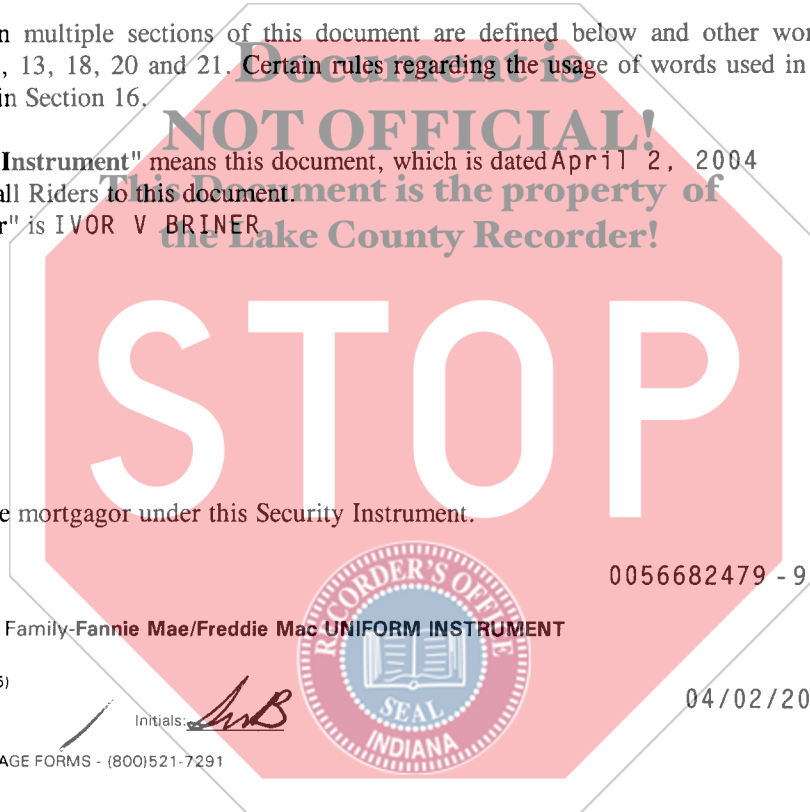 n multiple sections of this document are defined below and other wor
, 13, 18, 20 and 21. Certain rules regarding the usage of words used in
in Section 16.
Document is
NOT OFFICIAL!
This Document is the property of
the Lake County Recorder!
Instrument" means this document, which is dated April 2, 2004
all Riders to this document.
r" is IVOR V BRINER
STOP
e mortgagor under this Security Instrument.
0056682479 - 9
RECORDER'S OFFICE
SEAL
INDIANA
Family-Fannie Mae/Freddie Mac UNIFORM INSTRUMENT
04/02/20
Initials:
AGE FORMS - (800)521-7291